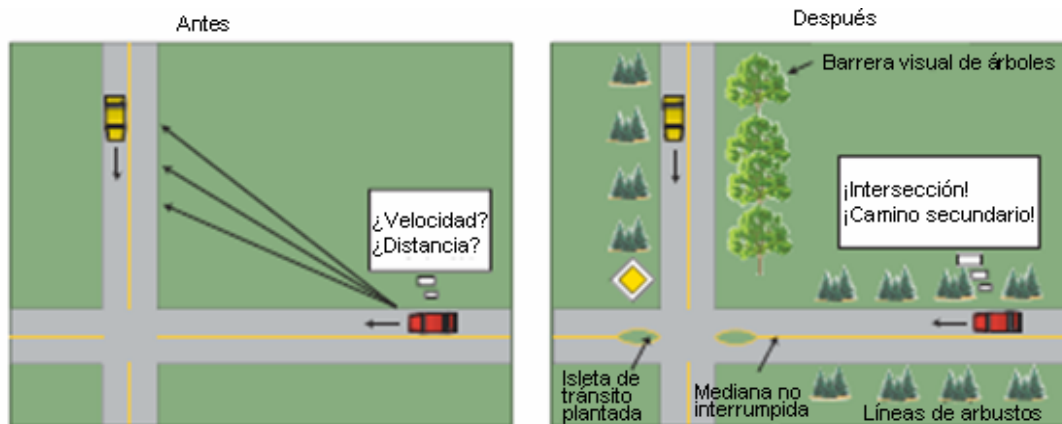 Antes
Después
¿Velocidad?
¿Distancia?
Barrera visual de árboles
¡Intersección!
¡Camino secundario!
Isleta de
tránsito
plantada
Mediana no
interrumpida
Líneas de arbustos